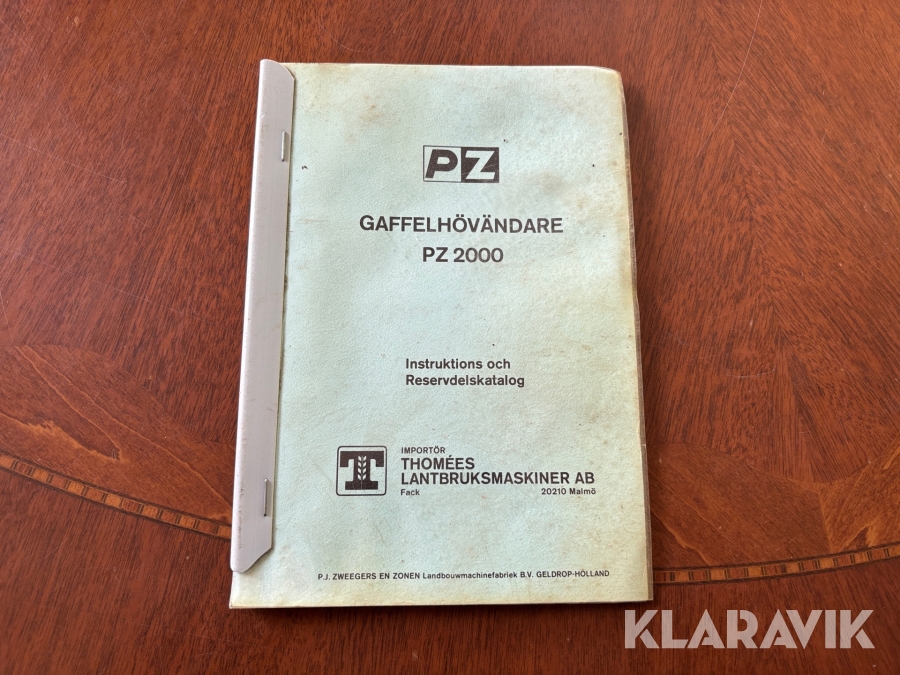 PZ
GAFFELHÖVÄNDARE
PZ 2000
Instruktions och
Reservdelskatalog
T
IMPORTÖR
THOMÉES
LANTBRUKSMASKINER AB
Fack 20210 Malmö
P.J. ZWEEGERS EN ZONEN Landbouwmachinefabriek B.V. GELDROP-HÖLLAND
KLARAVIK